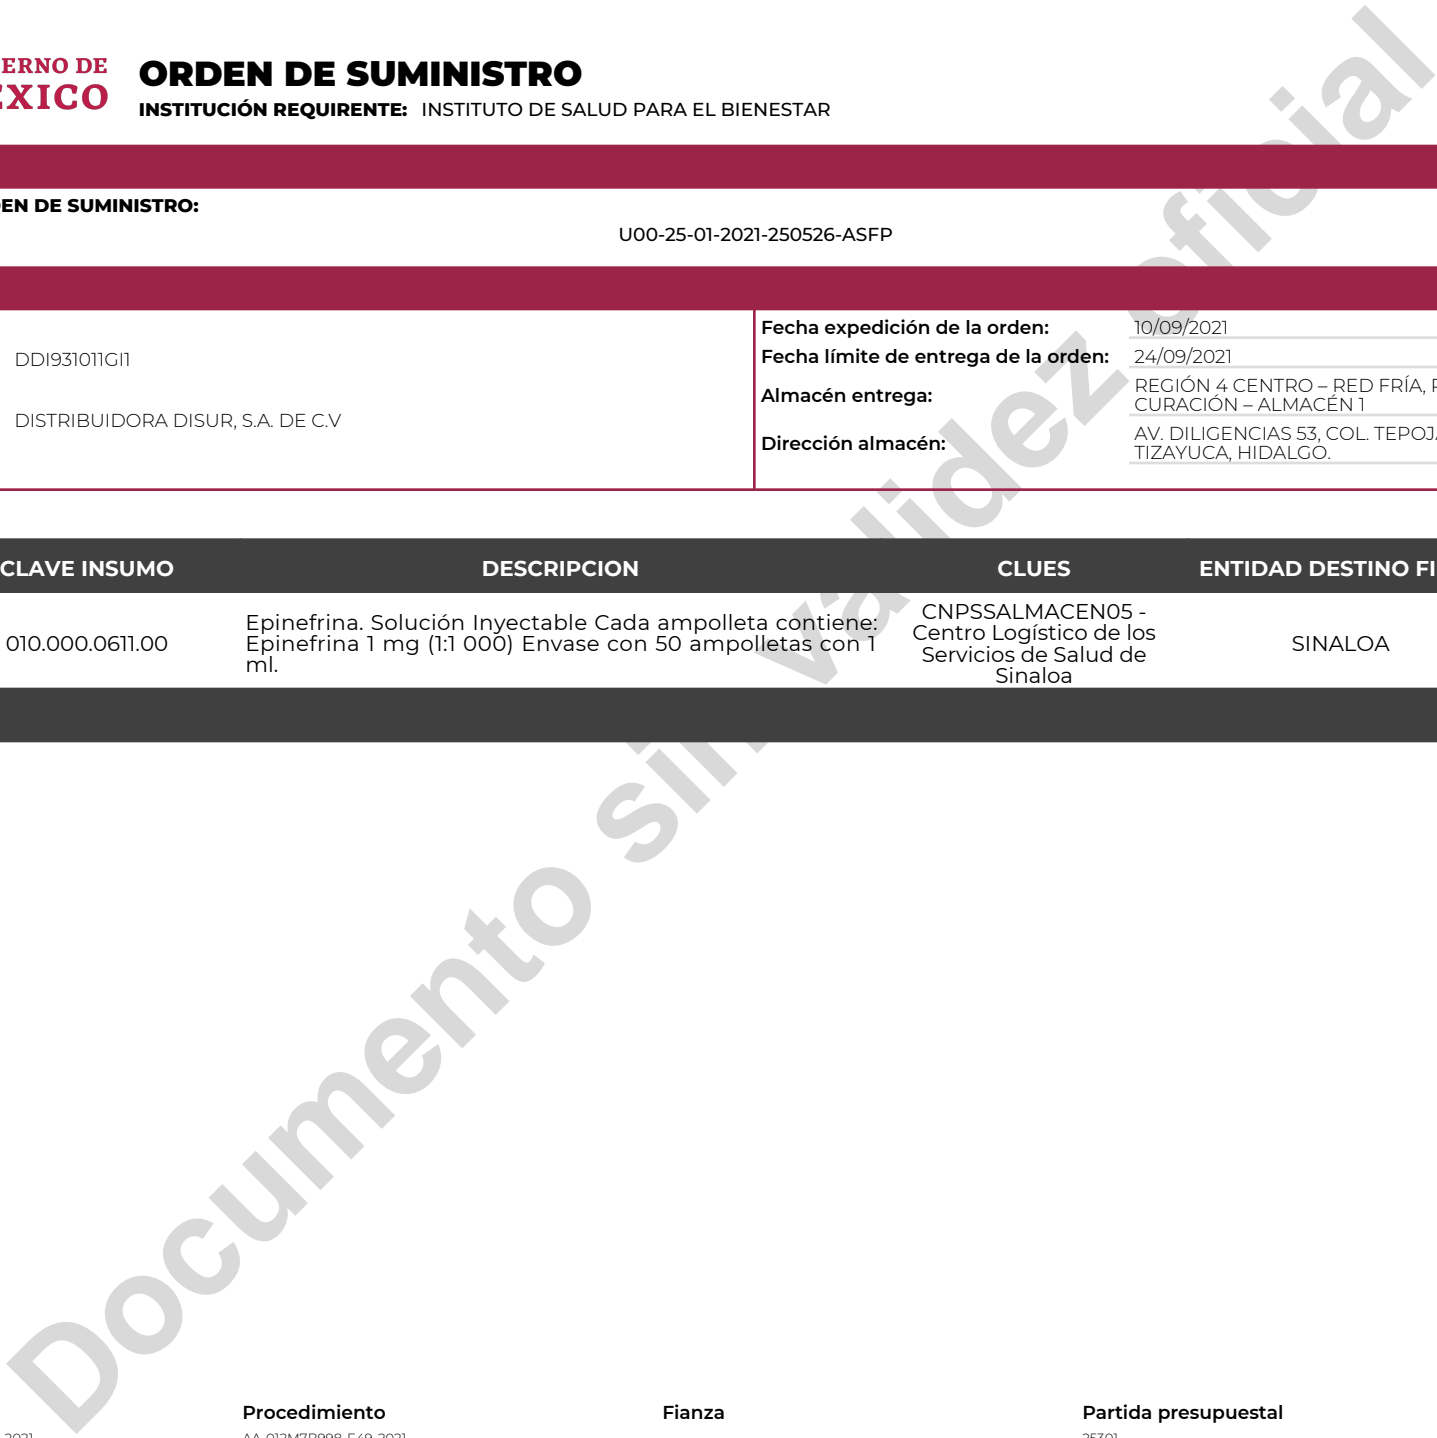 ERNO DE
ÉXICO
ORDEN DE SUMINISTRO
INSTITUCIÓN REQUIRENTE: INSTITUTO DE SALUD PARA EL BIENESTAR
EN DE SUMINISTRO:
U00-25-01-2021-250526-ASFP
DDI931011GI1
DISTRIBUIDORA DISUR, S.A. DE C.V
Fecha expedición de la orden: 10/09/2021
Fecha límite de entrega de la orden: 24/09/2021
Almacén entrega: REGIÓN 4 CENTRO – RED FRÍA,
CURACIÓN – ALMACÉN 1
Dirección almacén: AV. DILIGENCIAS 53, COL. TEPOJA
TIZAYUCA, HIDALGO.
CLAVE INSUMO DESCRIPCION CLUES ENTIDAD DESTINO FI
010.000.0611.00
Epinefrina. Solución Inyectable Cada ampolleta contiene:
Epinefrina 1 mg (1:1 000) Envase con 50 ampolletas con 1
ml.
CNPSSALMACEN05 -
Centro Logístico de los
Servicios de Salud de
Sinaloa
SINALOA
Documento sin validez oficial
Procedimiento Fianza Partida presupuestal